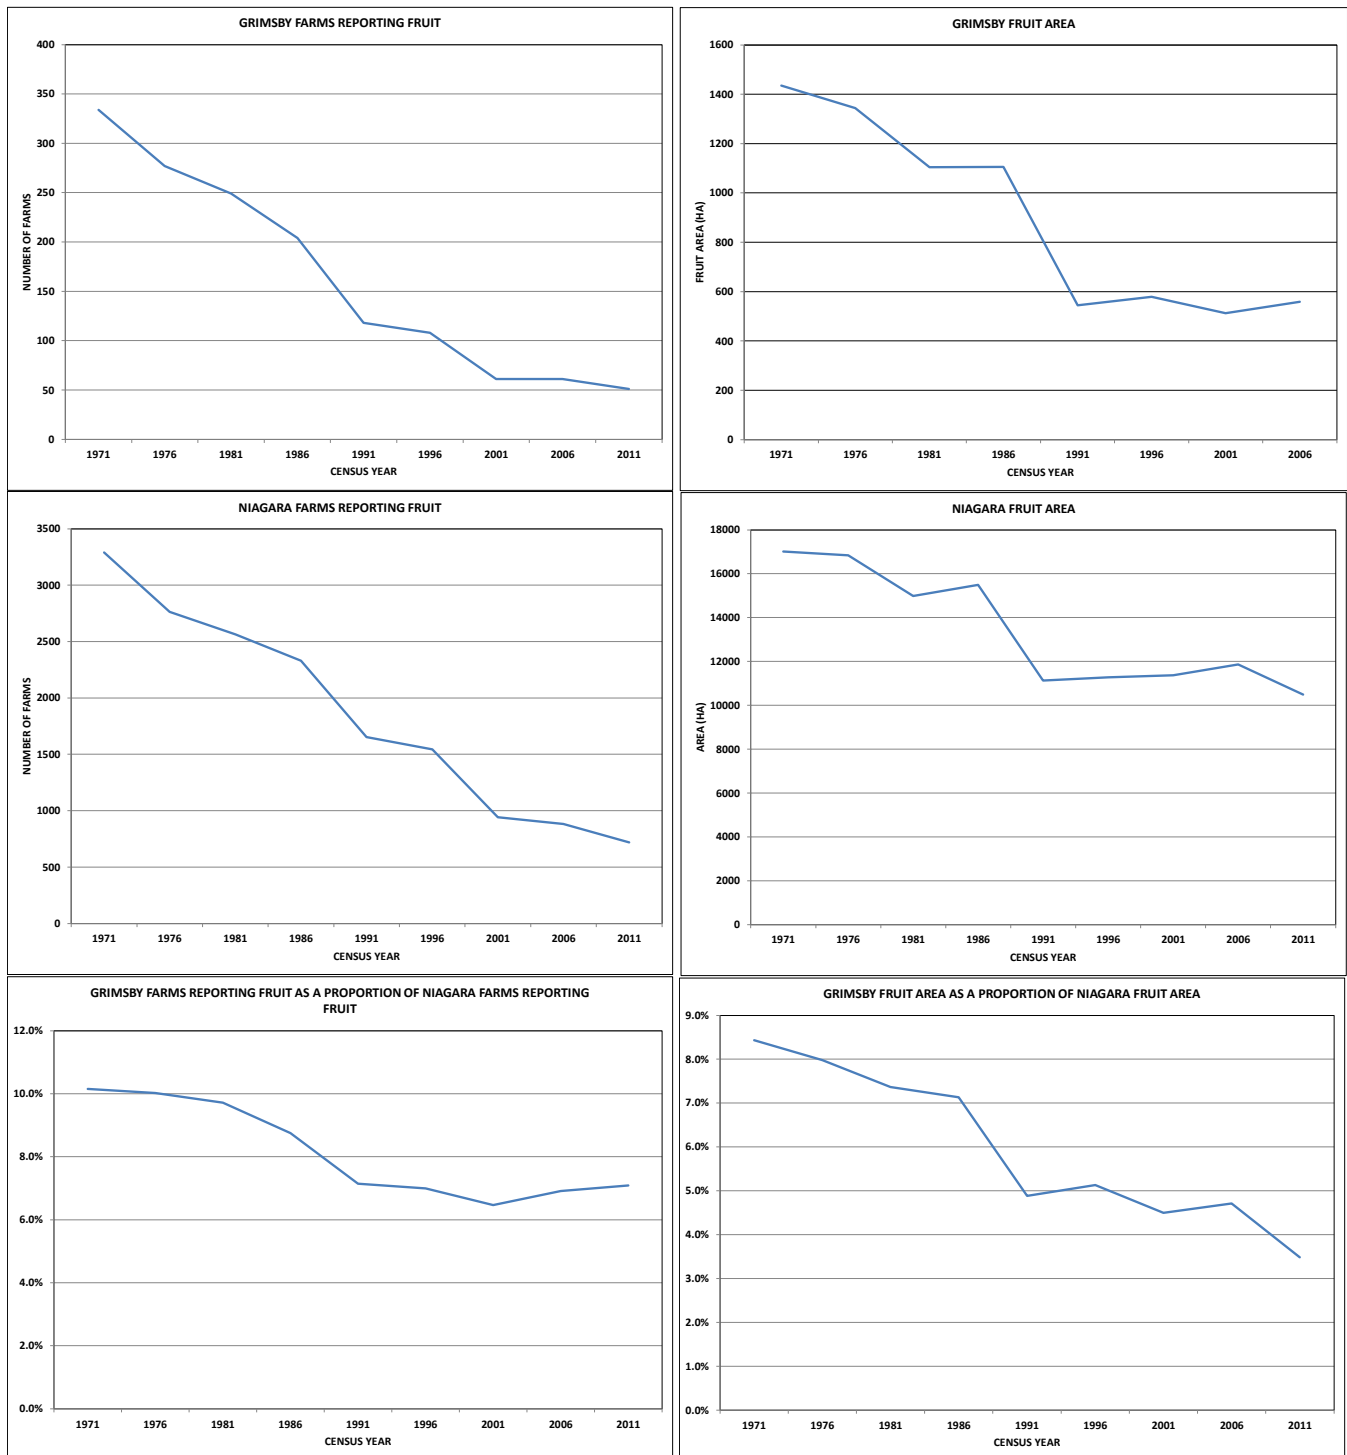 GRIMSBY FARMS REPORTING FRUIT
400
350
300
250
200
150
100
50
0
NUMBER OF FARMS
1971 1976 1981 1986 1991 1996 2001 2006 2011
CENSUS YEAR
GRIMSBY FRUIT AREA
1600
1400
1200
1000
800
600
400
200
0
FRUIT AREA (HA)
1971 1976 1981 1986 1991 1996 2001 2006
CENSUS YEAR
NIAGARA FARMS REPORTING FRUIT
3500
3000
2500
2000
1500
1000
500
0
NUMBER OF FARMS
1971 1976 1981 1986 1991 1996 2001 2006 2011
CENSUS YEAR
NIAGARA FRUIT AREA
18000
16000
14000
12000
10000
8000
6000
4000
2000
0
AREA (HA)
1971 1976 1981 1986 1991 1996 2001 2006 2011
CENSUS YEAR
GRIMSBY FARMS REPORTING FRUIT AS A PROPORTION OF NIAGARA FARMS REPORTING
FRUIT
12.0%
10.0%
8.0%
6.0%
4.0%
2.0%
0.0%
1971 1976 1981 1986 1991 1996 2001 2006 2011
CENSUS YEAR
GRIMSBY FRUIT AREA AS A PROPORTION OF NIAGARA FRUIT AREA
9.0%
8.0%
7.0%
6.0%
5.0%
4.0%
3.0%
2.0%
1.0%
0.0%
1971 1976 1981 1986 1991 1996 2001 2006 2011
CENSUS YEAR